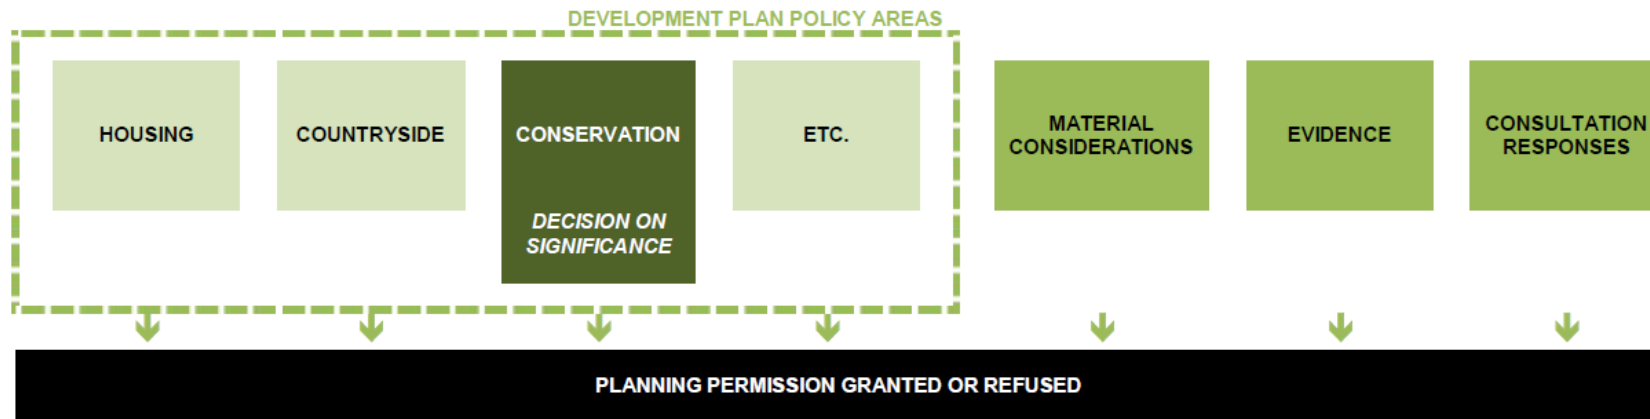 DEVELOPMENT PLAN POLICY AREAS
HOUSING
COUNTRYSIDE
CONSERVATION
DECISION ON
SIGNIFICANCE
ETC.
MATERIAL
CONSIDERATIONS
EVIDENCE
CONSULTATION
RESPONSES
PLANNING PERMISSION GRANTED OR REFUSED